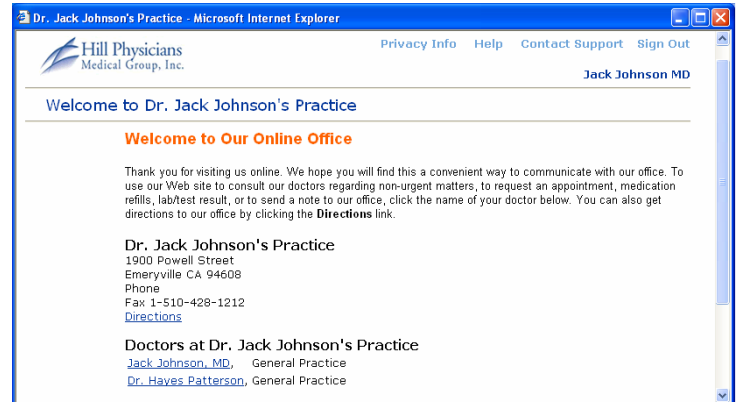 Dr. Jack Johnson's Practice - Microsoft Internet Explorer
Hill Physicians
Medical Group, Inc.
Privacy Info Help Contact Support Sign Out
Jack Johnson MD
Welcome to Dr. Jack Johnson's Practice
Welcome to Our Online Office
Thank you for visiting us online. We hope you will find this a convenient way to communicate with our office. To
use our Web site to consult our doctors regarding non-urgent matters, to request an appointment, medication
refills, lab/test result, or to send a note to our office, click the name of your doctor below. You can also get
directions to our office by clicking the Directions link.
Dr. Jack Johnson's Practice
1900 Powell Street
Emeryville CA 94608
Phone
Fax 1-510-428-1212
Directions
Doctors at Dr. Jack Johnson's Practice
Jack Johnson, MD, General Practice
Dr. Hayes Patterson, General Practice